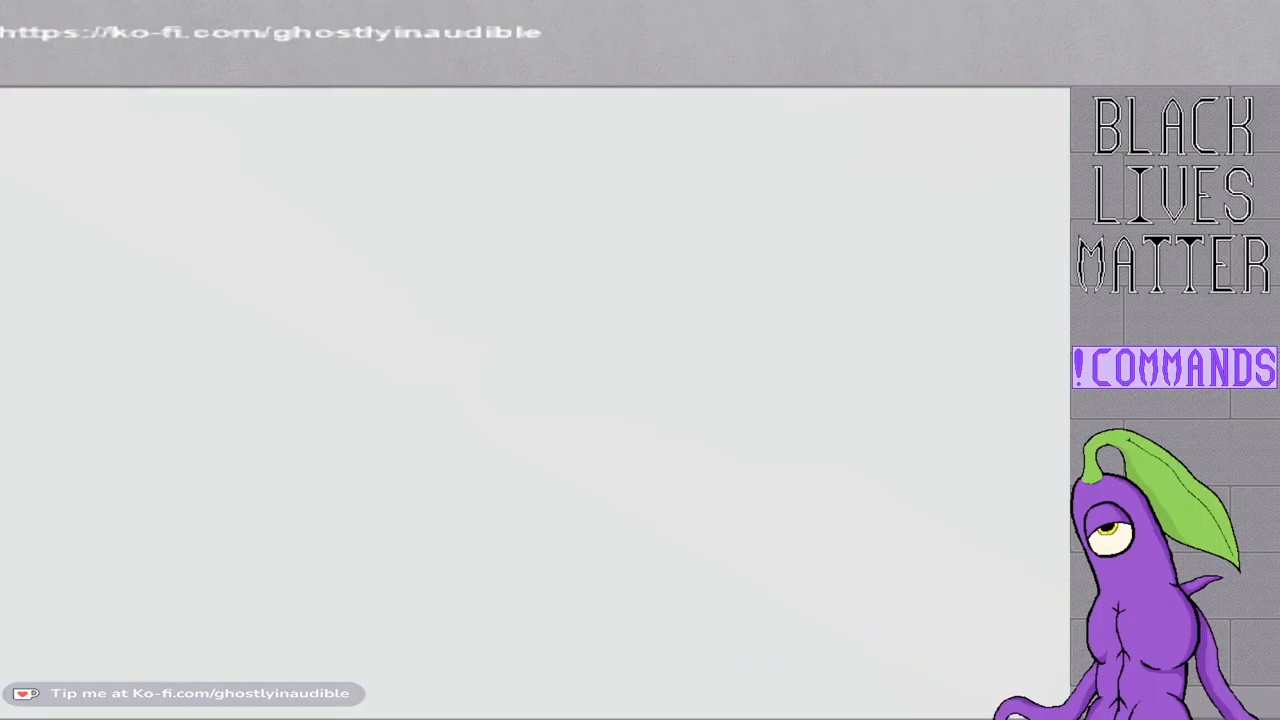 https://ko-fi.com/ghostlyinaudible
BLACK
LIVES
MATTER
!COMMANDS
Tip me at Ko-fi.com/ghostlyinaudible